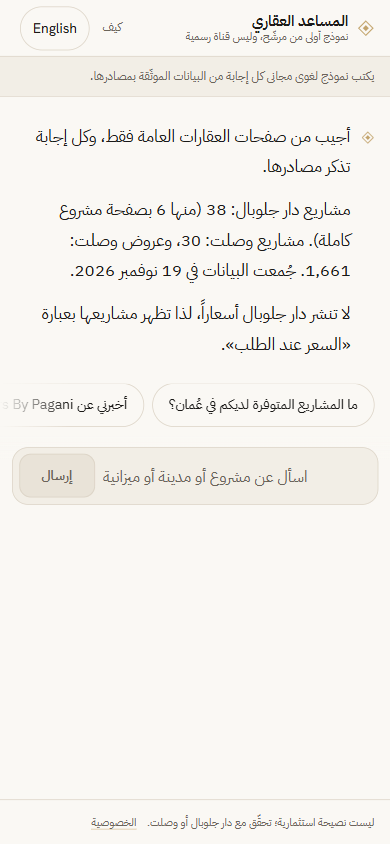 المساعد العقاري
نموذج أولي من مرشّح، وليس قناة رسمية
كيف
English
يكتب نموذج لغوي مجاني كل إجابة من البيانات الموثّقة بمصادرها.
أجيب من صفحات العقارات العامة فقط، وكل إجابة
تذكر مصادرها.
مشاريع دار جلوبال: 38 (منها 6 بصفحة مشروع
كاملة). مشاريع وصلت: 30، وعروض وصلت:
1,661. جُمعت البيانات في 19 نوفمبر 2026.
لا تنشر دار جلوبال أسعاراً، لذا تظهر مشاريعها بعبارة
«السعر عند الطلب».
ما المشاريع المتوفرة لديكم في عُمان؟
أخبرني عن s By Pagani
اسأل عن مشروع أو مدينة أو ميزانية
إرسال
ليست نصيحة استثمارية؛ تحقّق مع دار جلوبال أو وصلت.
الخصوصية